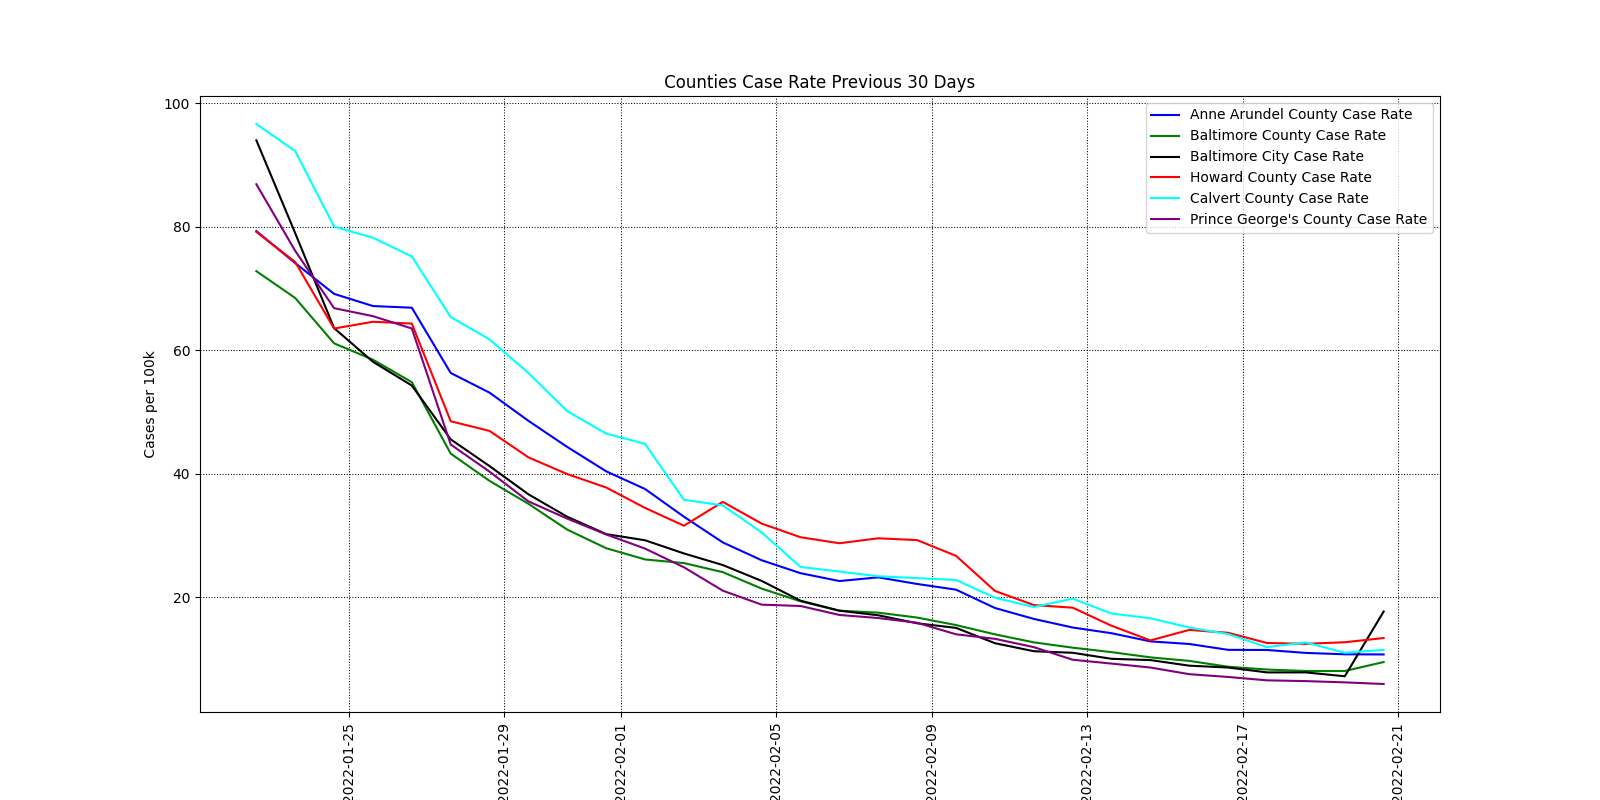 Counties Case Rate Previous 30 Days
100
80
60
40
20
Cases per 100k
Anne Arundel County Case Rate
Baltimore County Case Rate
Baltimore City Case Rate
Howard County Case Rate
Calvert County Case Rate
Prince George's County Case Rate
2022-01-25
2022-01-29
2022-02-01
2022-02-05
2022-02-09
2022-02-13
2022-02-17
2022-02-21